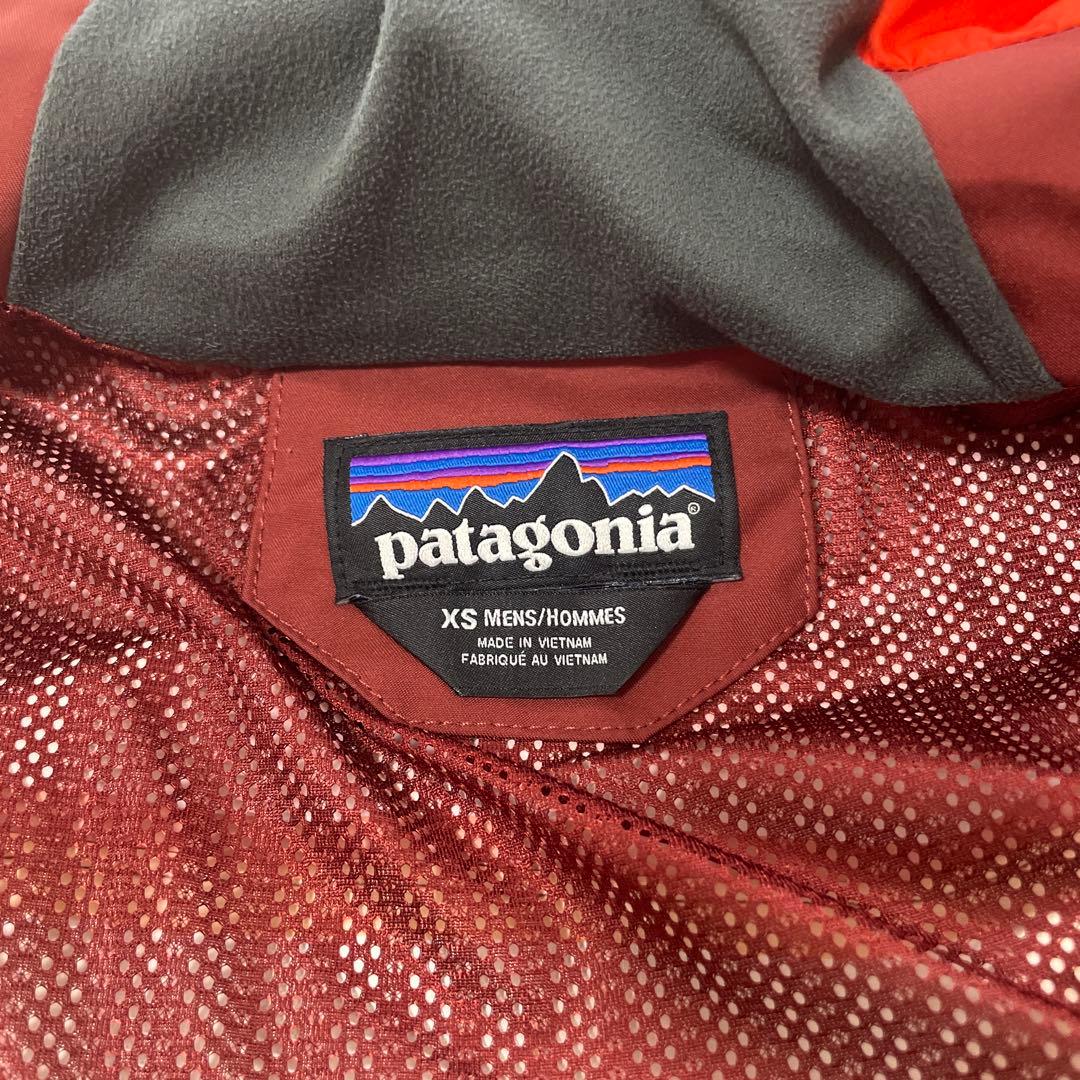 patagonia®
XS MENS/HOMMES
MADE IN VIETNAM
FABRIQUÉ AU VIETNAM